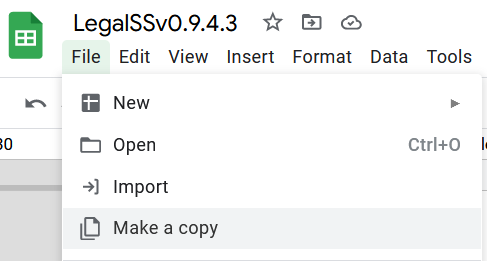 LegalSSv0.9.4.3
File Edit View Insert Format Data Tools
New
30
Open Ctrl+O
Import
Make a copy